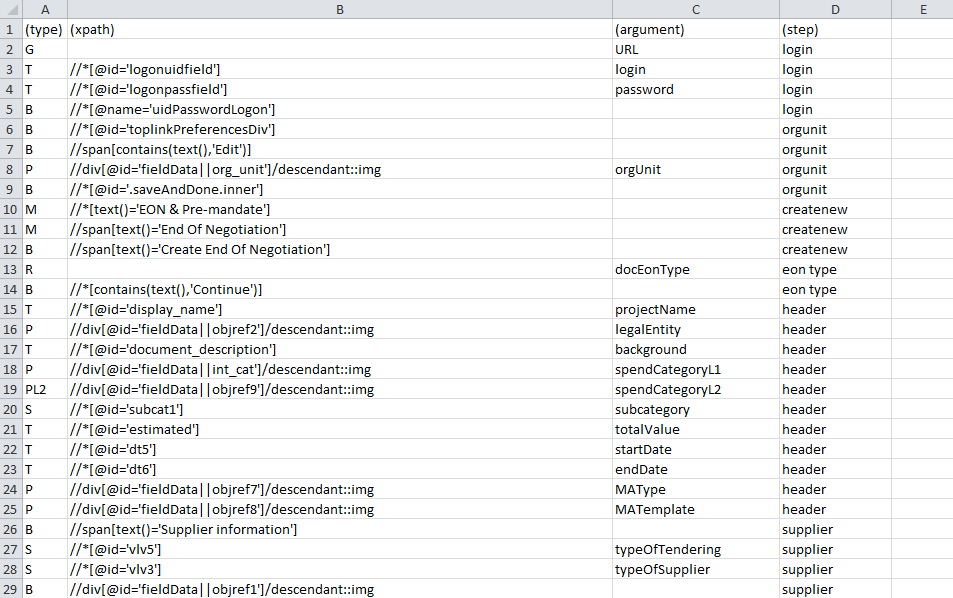 A B C D E
1 (type) (xpath) (argument) (step)
2 G URL login
3 T //*[@id='logonuidfield'] login login
4 T //*[@id='logonpassfield'] password login
5 B //*[@name='uidPasswordLogon'] login
6 B //*[@id='toplinkPreferencesDiv'] orgunit
7 B //span[contains(text(),'Edit')] orgunit
8 P //div[@id='fieldData||org_unit']/descendant::img orgUnit orgunit
9 B //*[@id='.saveAndDone.inner'] orgunit
10 M //*[text()='EON & Pre-mandate'] createnew
11 M //span[text()='End Of Negotiation'] createnew
12 B //span[text()='Create End Of Negotiation'] createnew
13 R docEonType eon type
14 B //*[contains(text(),'Continue')] eon type
15 T //*[@id='display_name'] projectName header
16 P //div[@id='fieldData||objref2']/descendant::img legalEntity header
17 T //*[@id='document_description'] background header
18 P //div[@id='fieldData||int_cat']/descendant::img spendCategoryL1 header
19 PL2 //div[@id='fieldData||objref9']/descendant::img spendCategoryL2 header
20 S //*[@id='subcat1'] subcategory header
21 T //*[@id='estimated'] totalValue header
22 T //*[@id='dt5'] startDate header
23 T //*[@id='dt6'] endDate header
24 P //div[@id='fieldData||objref7']/descendant::img MAType header
25 P //div[@id='fieldData||objref8']/descendant::img MATemplate header
26 B //span[text()='Supplier information'] supplier
27 S //*[@id='vlv5'] typeOfTendering supplier
28 S //*[@id='vlv3'] typeOfSupplier supplier
29 B //div[@id='fieldData||objref1']/descendant::img supplier